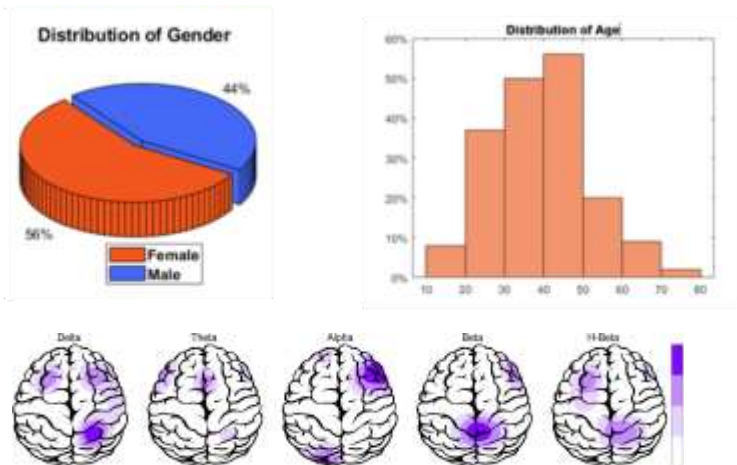 Distribution of Gender
44%
56%
Female
Male
Distribution of Age
60%
50%
40%
30%
20%
10%
0%
10 20 30 40 50 60 70 80
Delta Theta Alpha Beta H-Beta